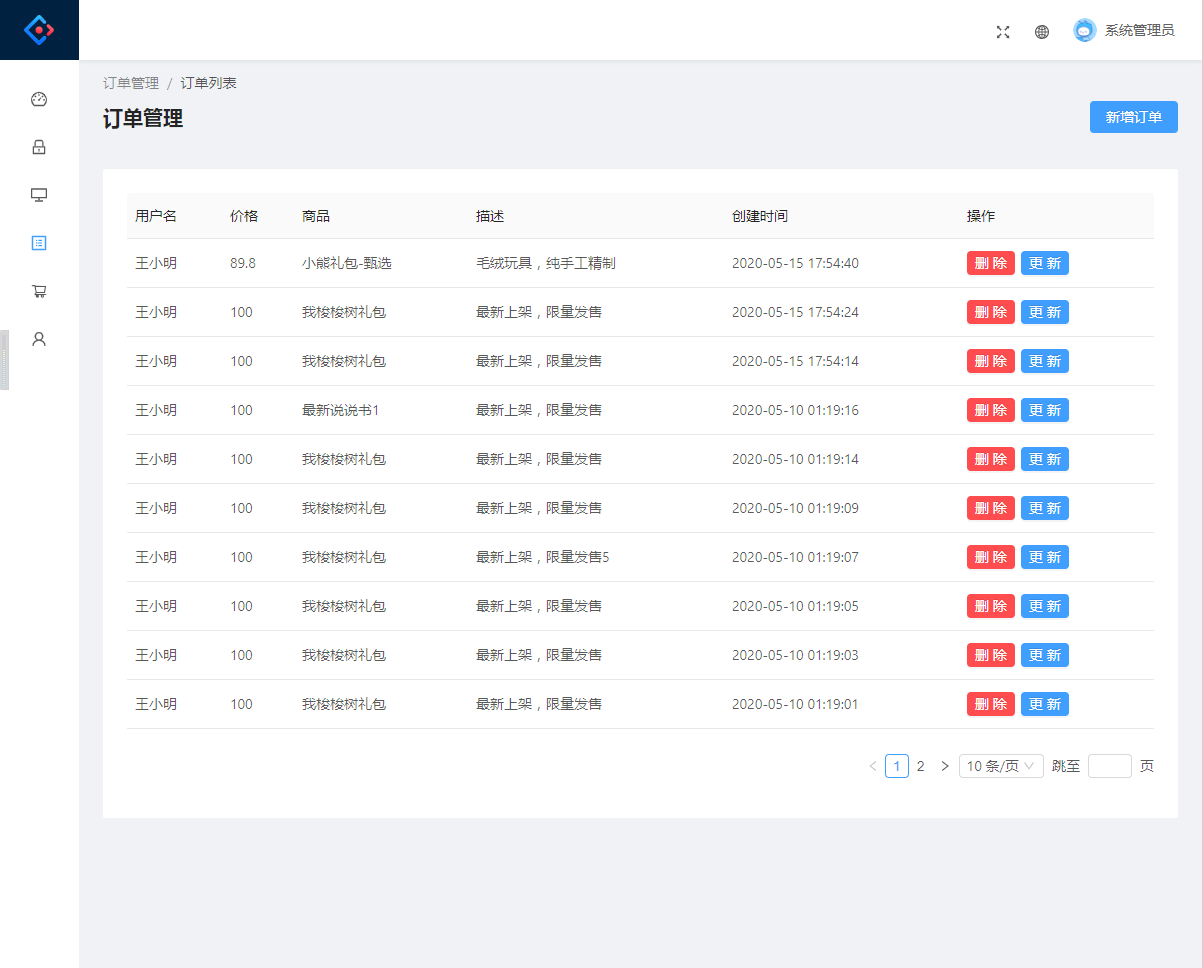 系统管理员
订单管理 / 订单列表
订单管理
新增订单
用户名 价格 商品 描述 创建时间 操作
王小明 89.8 小熊礼包-甄选 毛绒玩具，纯手工精制 2020-05-15 17:54:40 删 除 更 新
王小明 100 我梭梭树礼包 最新上架，限量发售 2020-05-15 17:54:24 删 除 更 新
王小明 100 我梭梭树礼包 最新上架，限量发售 2020-05-15 17:54:14 删 除 更 新
王小明 100 最新说说书1 最新上架，限量发售 2020-05-10 01:19:16 删 除 更 新
王小明 100 我梭梭树礼包 最新上架，限量发售 2020-05-10 01:19:14 删 除 更 新
王小明 100 我梭梭树礼包 最新上架，限量发售 2020-05-10 01:19:09 删 除 更 新
王小明 100 我梭梭树礼包 最新上架，限量发售5 2020-05-10 01:19:07 删 除 更 新
王小明 100 我梭梭树礼包 最新上架，限量发售 2020-05-10 01:19:05 删 除 更 新
王小明 100 我梭梭树礼包 最新上架，限量发售 2020-05-10 01:19:03 删 除 更 新
王小明 100 我梭梭树礼包 最新上架，限量发售 2020-05-10 01:19:01 删 除 更 新
< 1 2 > 10 条/页 跳至 页